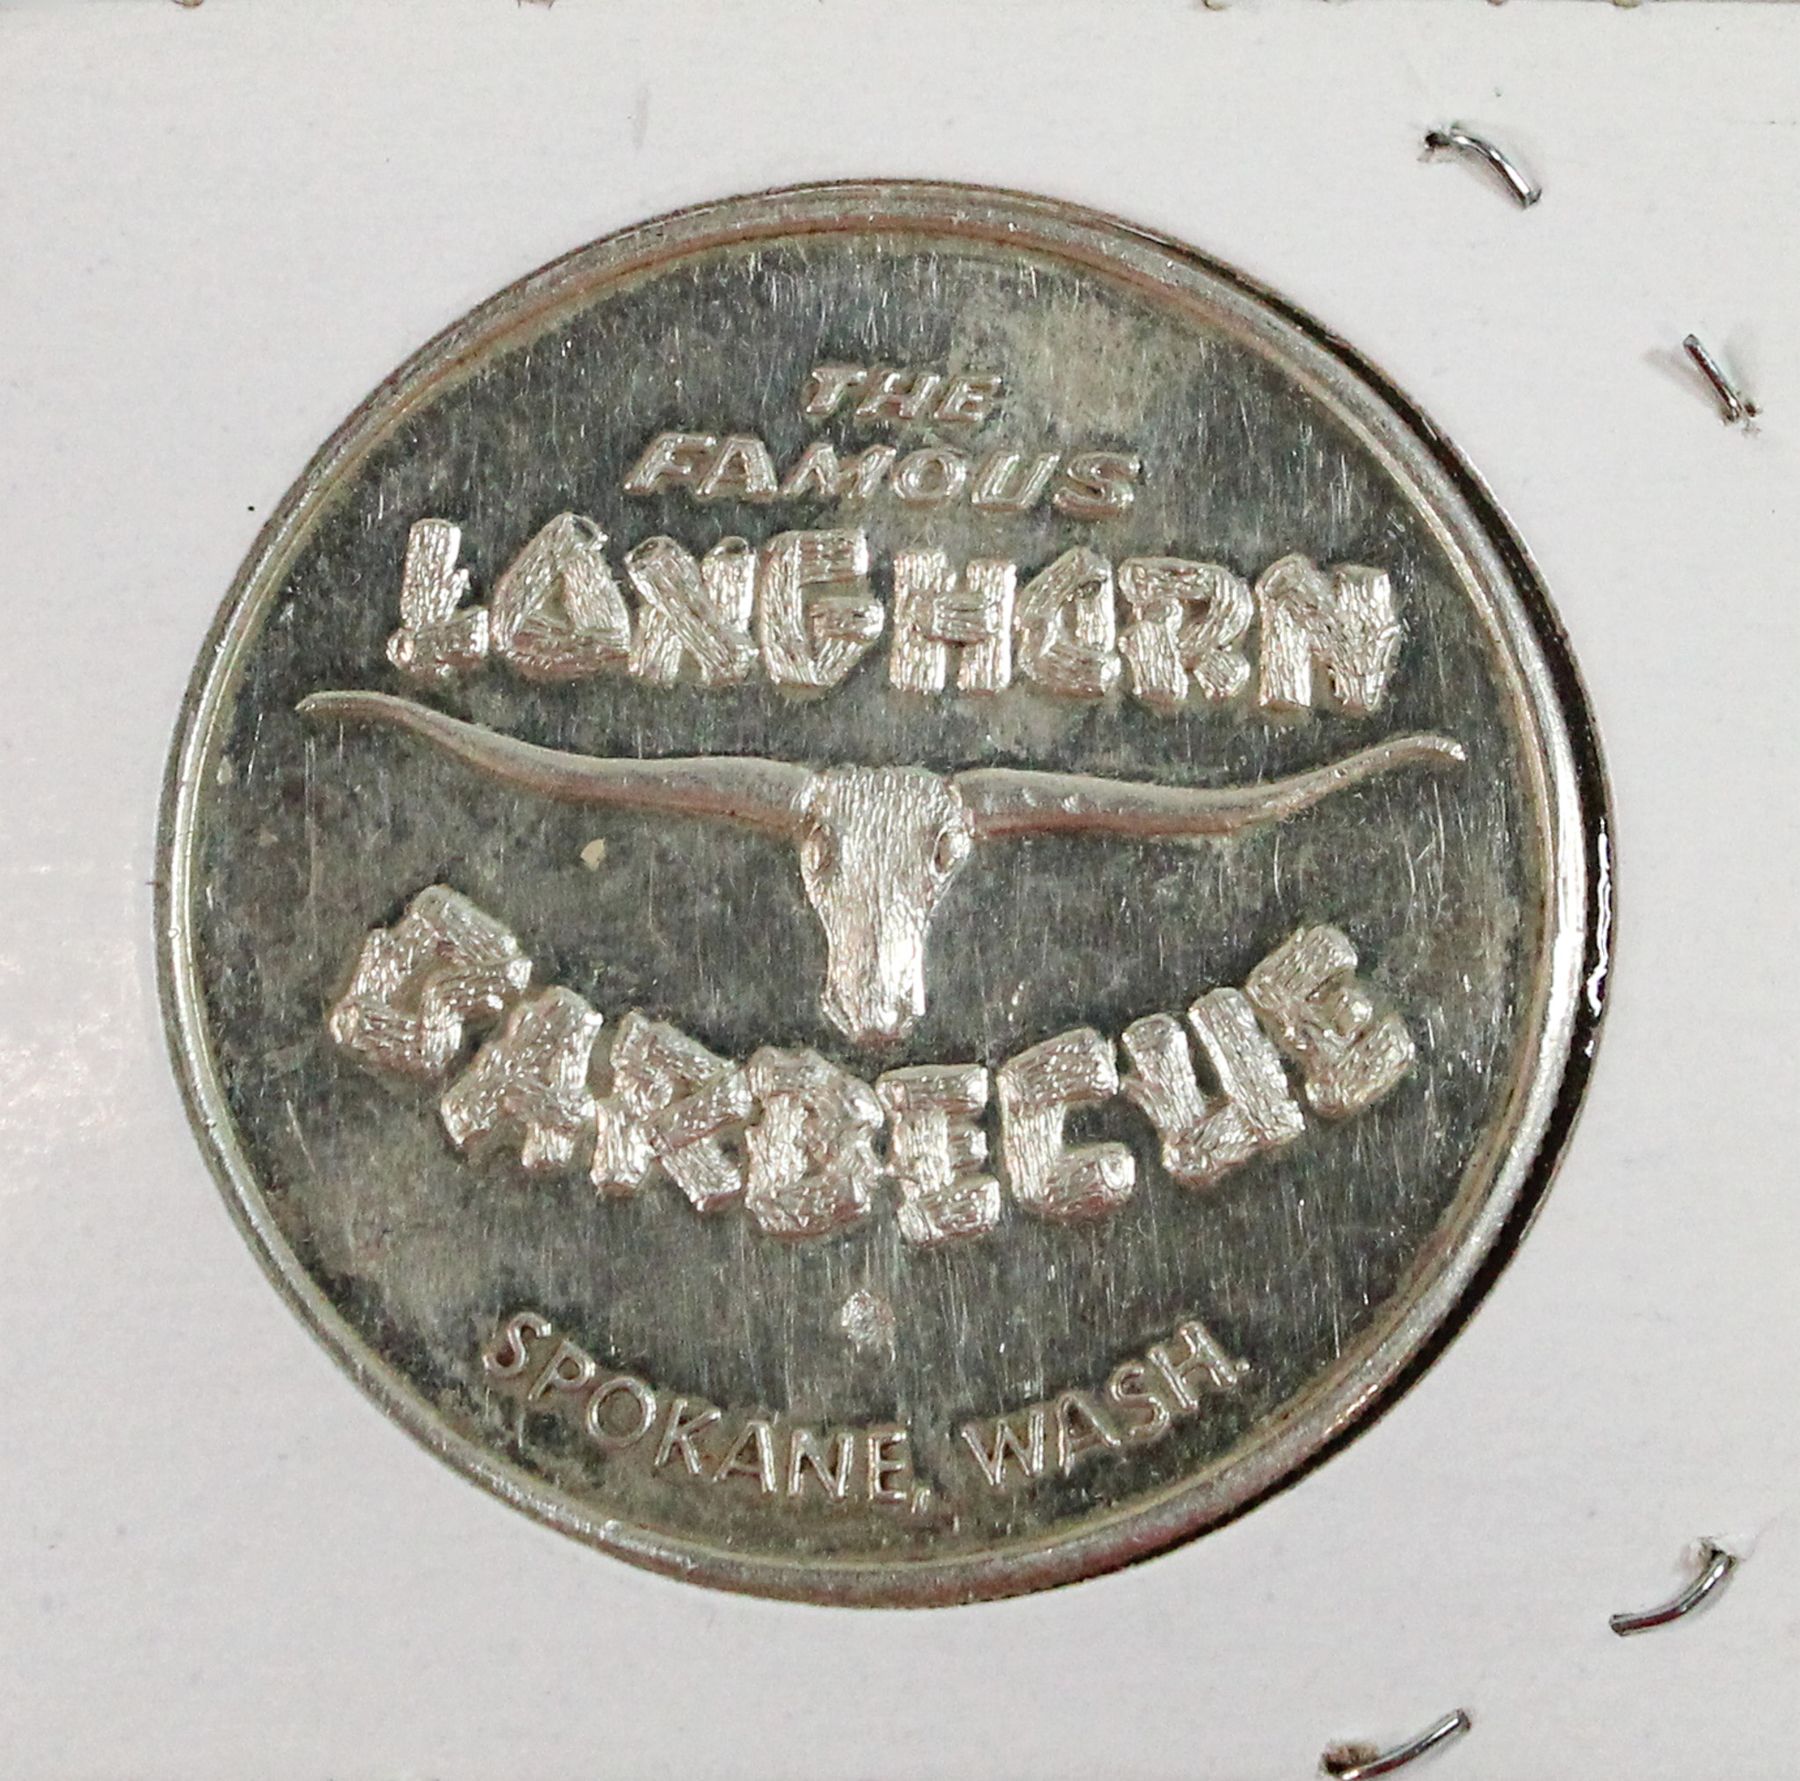 THE
FAMOUS
LONGHORN
BARBECUE
SPOKANE, WASH.